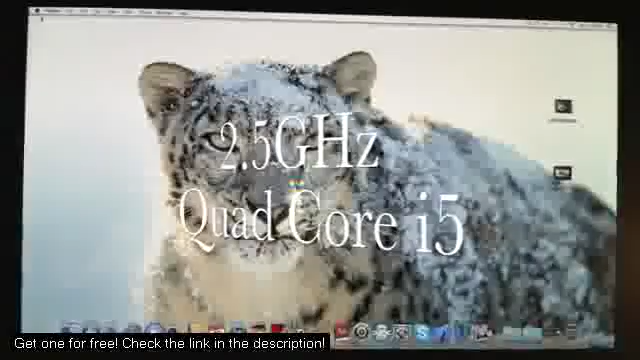 2.5GHz
Quad Core i5
Get one for free! Check the link in the description!